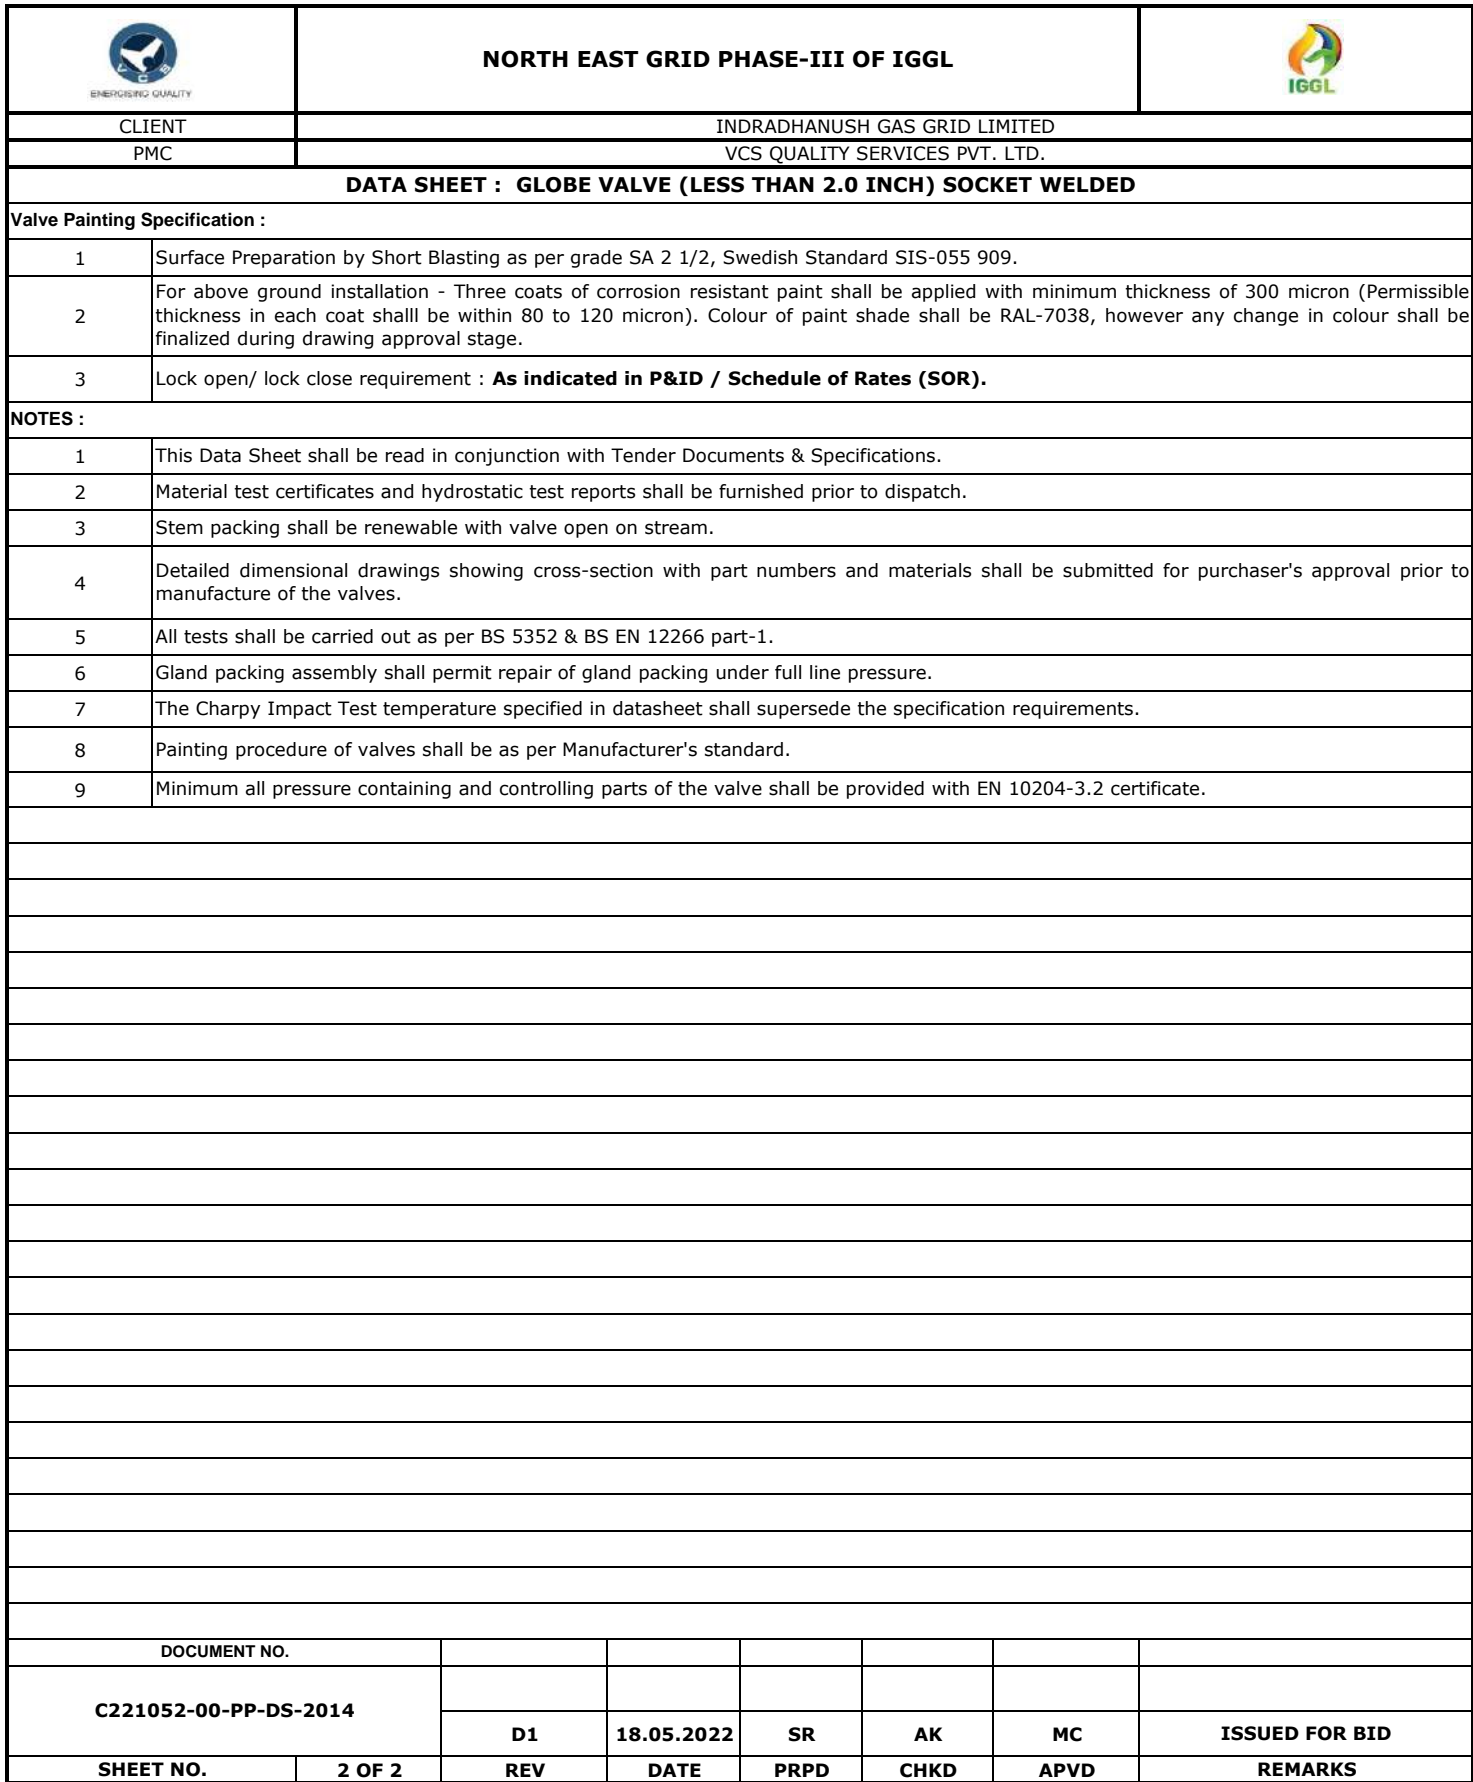 VCS
ENERGISING QUALITY
NORTH EAST GRID PHASE-III OF IGGL
IGGL
CLIENT
INDRADHANUSH GAS GRID LIMITED
PMC
VCS QUALITY SERVICES PVT. LTD.
DATA SHEET : GLOBE VALVE (LESS THAN 2.0 INCH) SOCKET WELDED
Valve Painting Specification :
1
Surface Preparation by Short Blasting as per grade SA 2 1/2, Swedish Standard SIS-055 909.
2
For above ground installation - Three coats of corrosion resistant paint shall be applied with minimum thickness of 300 micron (Permissible
thickness in each coat shalll be within 80 to 120 micron). Colour of paint shade shall be RAL-7038, however any change in colour shall be
finalized during drawing approval stage.
3
Lock open/ lock close requirement : As indicated in P&ID / Schedule of Rates (SOR).
NOTES :
1
This Data Sheet shall be read in conjunction with Tender Documents & Specifications.
2
Material test certificates and hydrostatic test reports shall be furnished prior to dispatch.
3
Stem packing shall be renewable with valve open on stream.
4
Detailed dimensional drawings showing cross-section with part numbers and materials shall be submitted for purchaser's approval prior to
manufacture of the valves.
5
All tests shall be carried out as per BS 5352 & BS EN 12266 part-1.
6
Gland packing assembly shall permit repair of gland packing under full line pressure.
7
The Charpy Impact Test temperature specified in datasheet shall supersede the specification requirements.
8
Painting procedure of valves shall be as per Manufacturer's standard.
9
Minimum all pressure containing and controlling parts of the valve shall be provided with EN 10204-3.2 certificate.
DOCUMENT NO.
C221052-00-PP-DS-2014
D1
18.05.2022
SR
AK
MC
ISSUED FOR BID
SHEET NO.
2 OF 2
REV
DATE
PRPD
CHKD
APVD
REMARKS